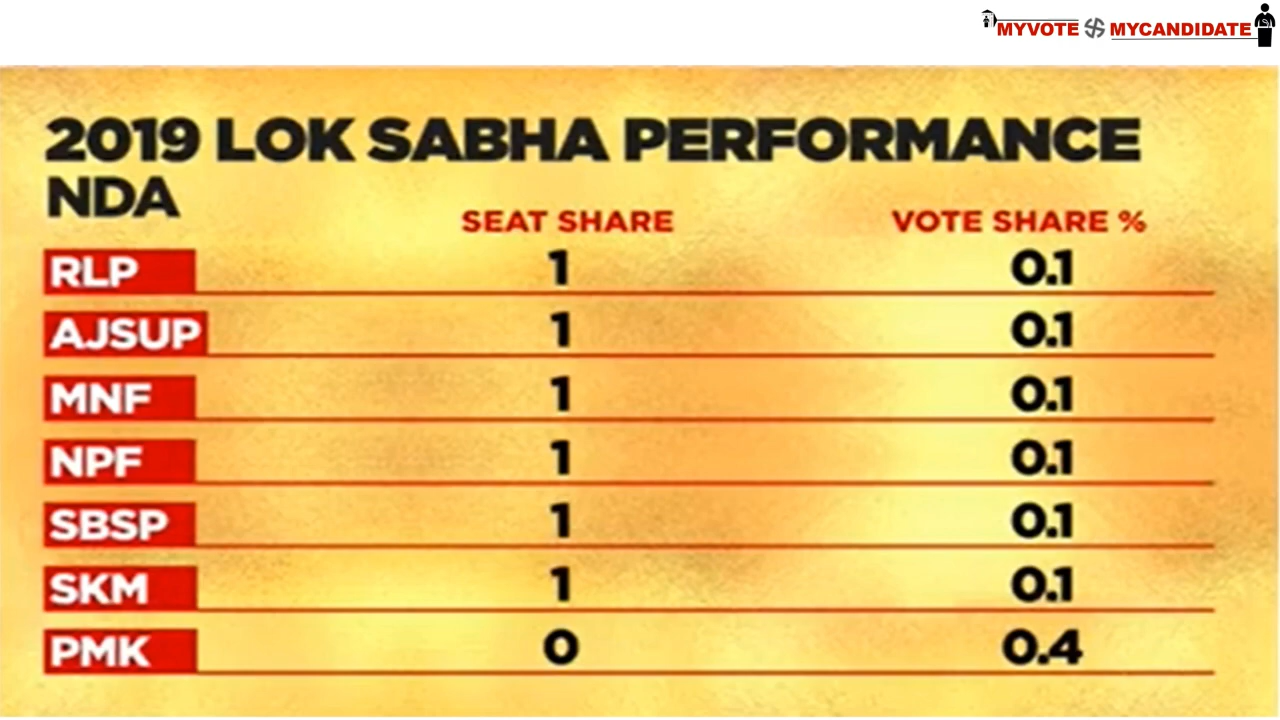 MYVOTE MYCANDIDATE
2019 LOK SABHA PERFORMANCE
NDA
SEAT SHARE VOTE SHARE %
RLP 1 0.1
AJSUP 1 0.1
MNF 1 0.1
NPF 1 0.1
SBSP 1 0.1
SKM 1 0.1
PMK 0 0.4